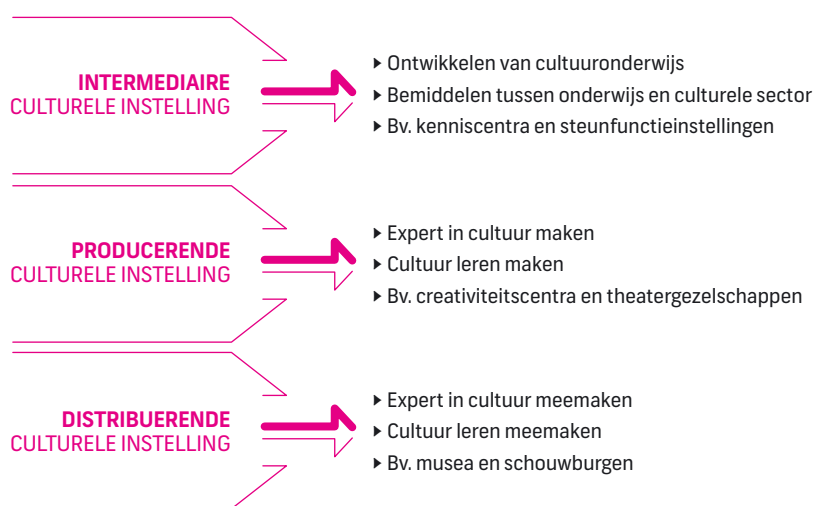 INTERMEDIAIRE
CULTURELE INSTELLING
▸ Ontwikkelen van cultuuronderwijs
▸ Bemiddelen tussen onderwijs en culturele sector
▸ Bv. kenniscentra en steunfunctieinstellingen
PRODUCERENDE
CULTURELE INSTELLING
▸ Expert in cultuur maken
▸ Cultuur leren maken
▸ Bv. creativiteitscentra en theatergezelschappen
DISTRIBUERENDE
CULTURELE INSTELLING
▸ Expert in cultuur meemaken
▸ Cultuur leren meemaken
▸ Bv. musea en schouwburgen